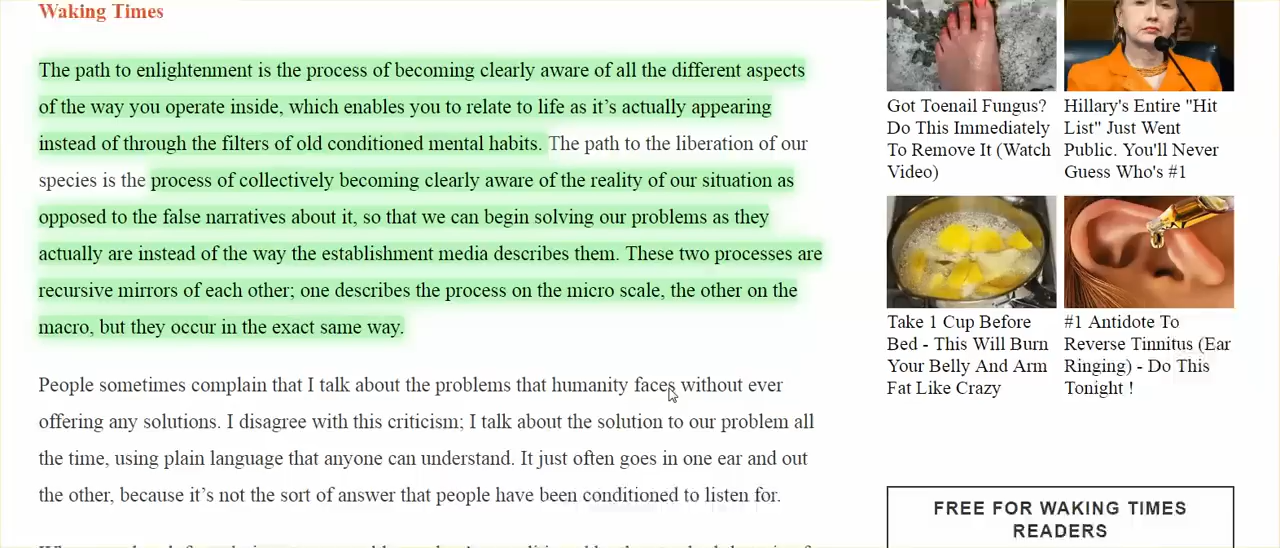 Waking Times
The path to enlightenment is the process of becoming clearly aware of all the different aspects
of the way you operate inside, which enables you to relate to life as it’s actually appearing
instead of through the filters of old conditioned mental habits. The path to the liberation of our
species is the process of collectively becoming clearly aware of the reality of our situation as
opposed to the false narratives about it, so that we can begin solving our problems as they
actually are instead of the way the establishment media describes them. These two processes are
recursive mirrors of each other; one describes the process on the micro scale, the other on the
macro, but they occur in the exact same way.
People sometimes complain that I talk about the problems that humanity faces without ever
offering any solutions. I disagree with this criticism; I talk about the solution to our problem all
the time, using plain language that anyone can understand. It just often goes in one ear and out
the other, because it’s not the sort of answer that people have been conditioned to listen for.
Got Toenail Fungus?
Do This Immediately
To Remove It (Watch
Video)
Hillary's Entire "Hit
List" Just Went
Public. You'll Never
Guess Who's #1
Take 1 Cup Before
Bed - This Will Burn
Your Belly And Arm
Fat Like Crazy
#1 Antidote To
Reverse Tinnitus (Ear
Ringing) - Do This
Tonight !
FREE FOR WAKING TIMES
READERS